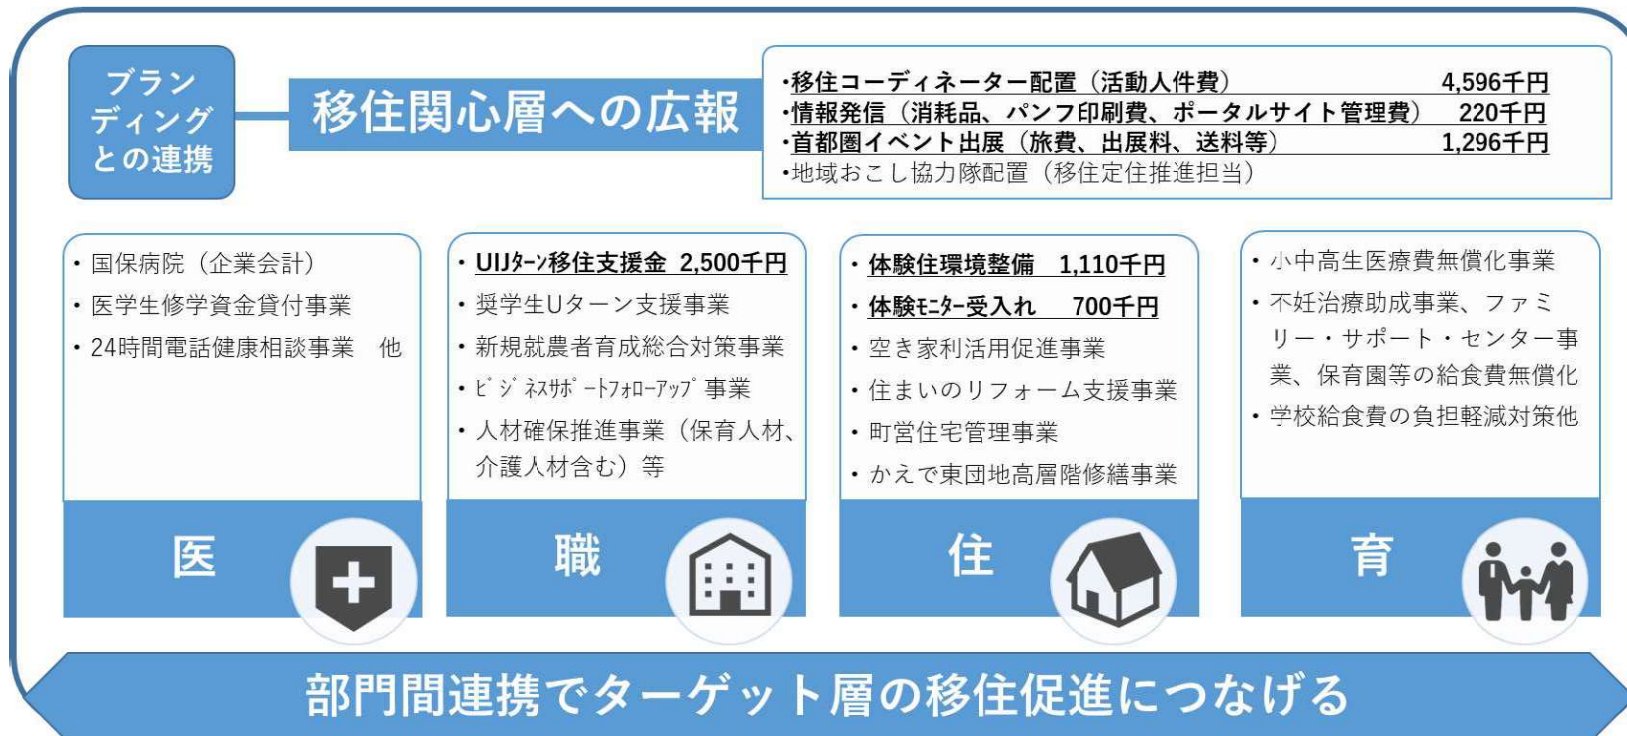 ブラン
ディング
との連携
移住関心層への広報
・移住コーディネーター配置（活動人件費） 4,596千円
・情報発信（消耗品、パンフ印刷費、ポータルサイト管理費） 220千円
・首都圏イベント出展（旅費、出展料、送料等） 1,296千円
・地域おこし協力隊配置（移住定住推進担当）
・国保病院（企業会計）
・医学生修学資金貸付事業
・24時間電話健康相談事業　他
医
・UIJﾀｰﾝ移住支援金 2,500千円
・奨学生Uターン支援事業
・新規就農者育成総合対策事業
・ﾋﾞｼﾞﾈｽｻﾎﾟｰﾄﾌｫﾛｰｱｯﾌﾟ事業
・人材確保推進事業（保育人材、
介護人材含む）等
職
・体験住環境整備　1,110千円
・体験ﾓﾆﾀｰ受入れ　700千円
・空き家利活用促進事業
・住まいのリフォーム支援事業
・町営住宅管理事業
・かえで東団地高層階修繕事業
住
・小中高生医療費無償化事業
・不妊治療助成事業、ファミ
リー・サポート・センター事
業、保育園等の給食費無償化
・学校給食費の負担軽減対策他
育
部門間連携でターゲット層の移住促進につなげる